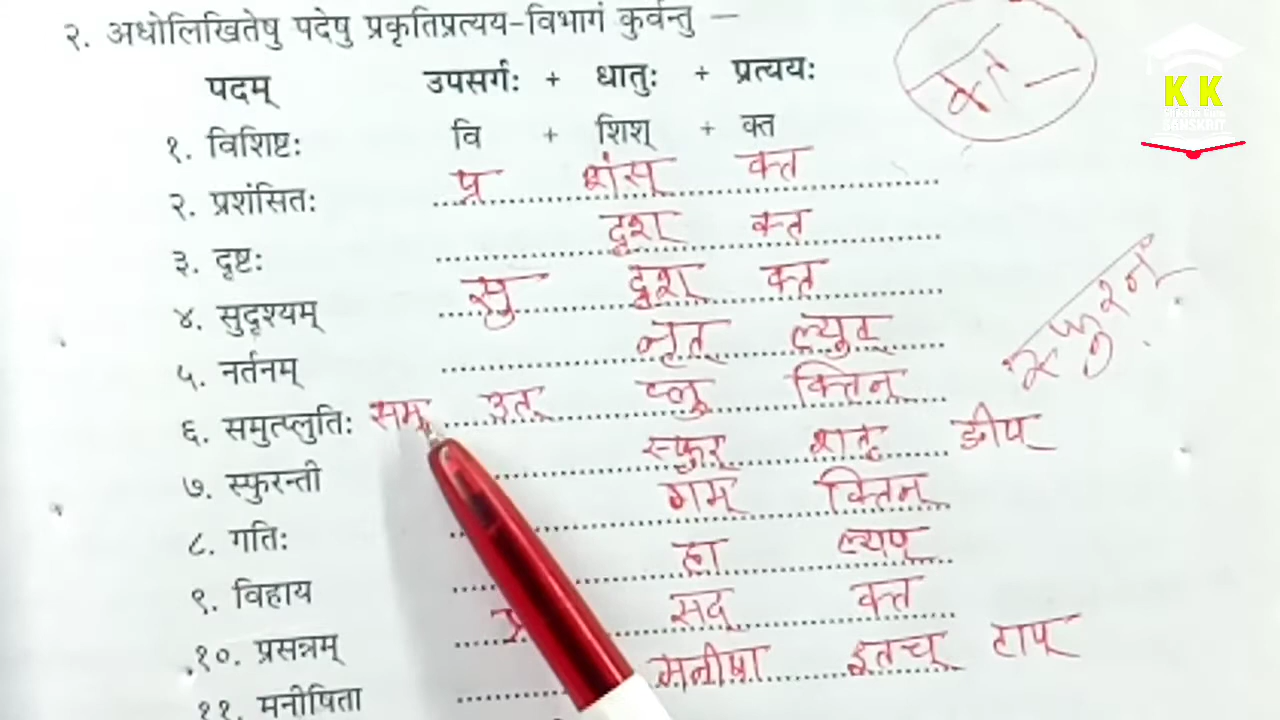 २. अधोलिखितेषु पदेषु प्रकृतिप्रत्यय-विभागं कुर्वन्तु —
पदम् उपसर्गः + धातुः + प्रत्ययः
१. विशिष्टः वि + शिश् + क्त
२. प्रशंसितः प्र शंस् क्त
३. दृष्टः दृश् क्त
४. सुदृश्यम् सु दृश् क्त
५. नर्तनम् नृत् ल्युट्
६. समुत्प्लुतिः सम् उत् प्लु क्तिन्
७. स्फुरन्ती स्फुर् शतृ ङीप्
८. गतिः गम् क्तिन्
९. विहाय हा ल्यप्
१०. प्रसन्नम् प्र सद् क्त
११. मनीषिता मनीषा इतच् टाप्
क्त
K K
SANSKRIT